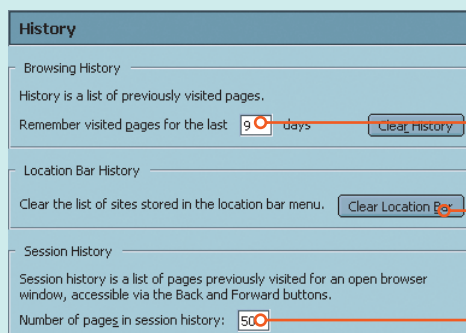 History
Browsing History
History is a list of previously visited pages.
Remember visited pages for the last 9 days Clear History
Location Bar History
Clear the list of sites stored in the location bar menu. Clear Location Bar
Session History
Session history is a list of pages previously visited for an open browser
window, accessible via the Back and Forward buttons.
Number of pages in session history: 50